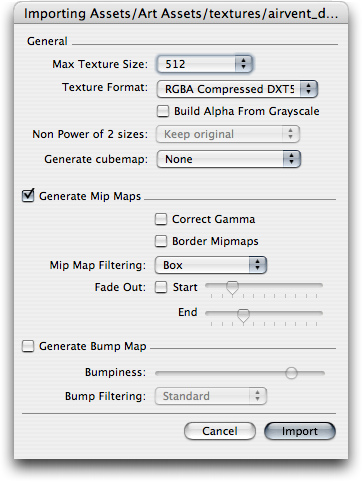 Importing Assets/Art Assets/textures/airvent_d...
General
Max Texture Size: 512
Texture Format: RGBA Compressed DXT5
Build Alpha From Grayscale
Non Power of 2 sizes: Keep original
Generate cubemap: None
Generate Mip Maps
Correct Gamma
Border Mipmaps
Mip Map Filtering: Box
Fade Out: Start
End
Generate Bump Map
Bumpiness:
Bump Filtering: Standard
Cancel Import